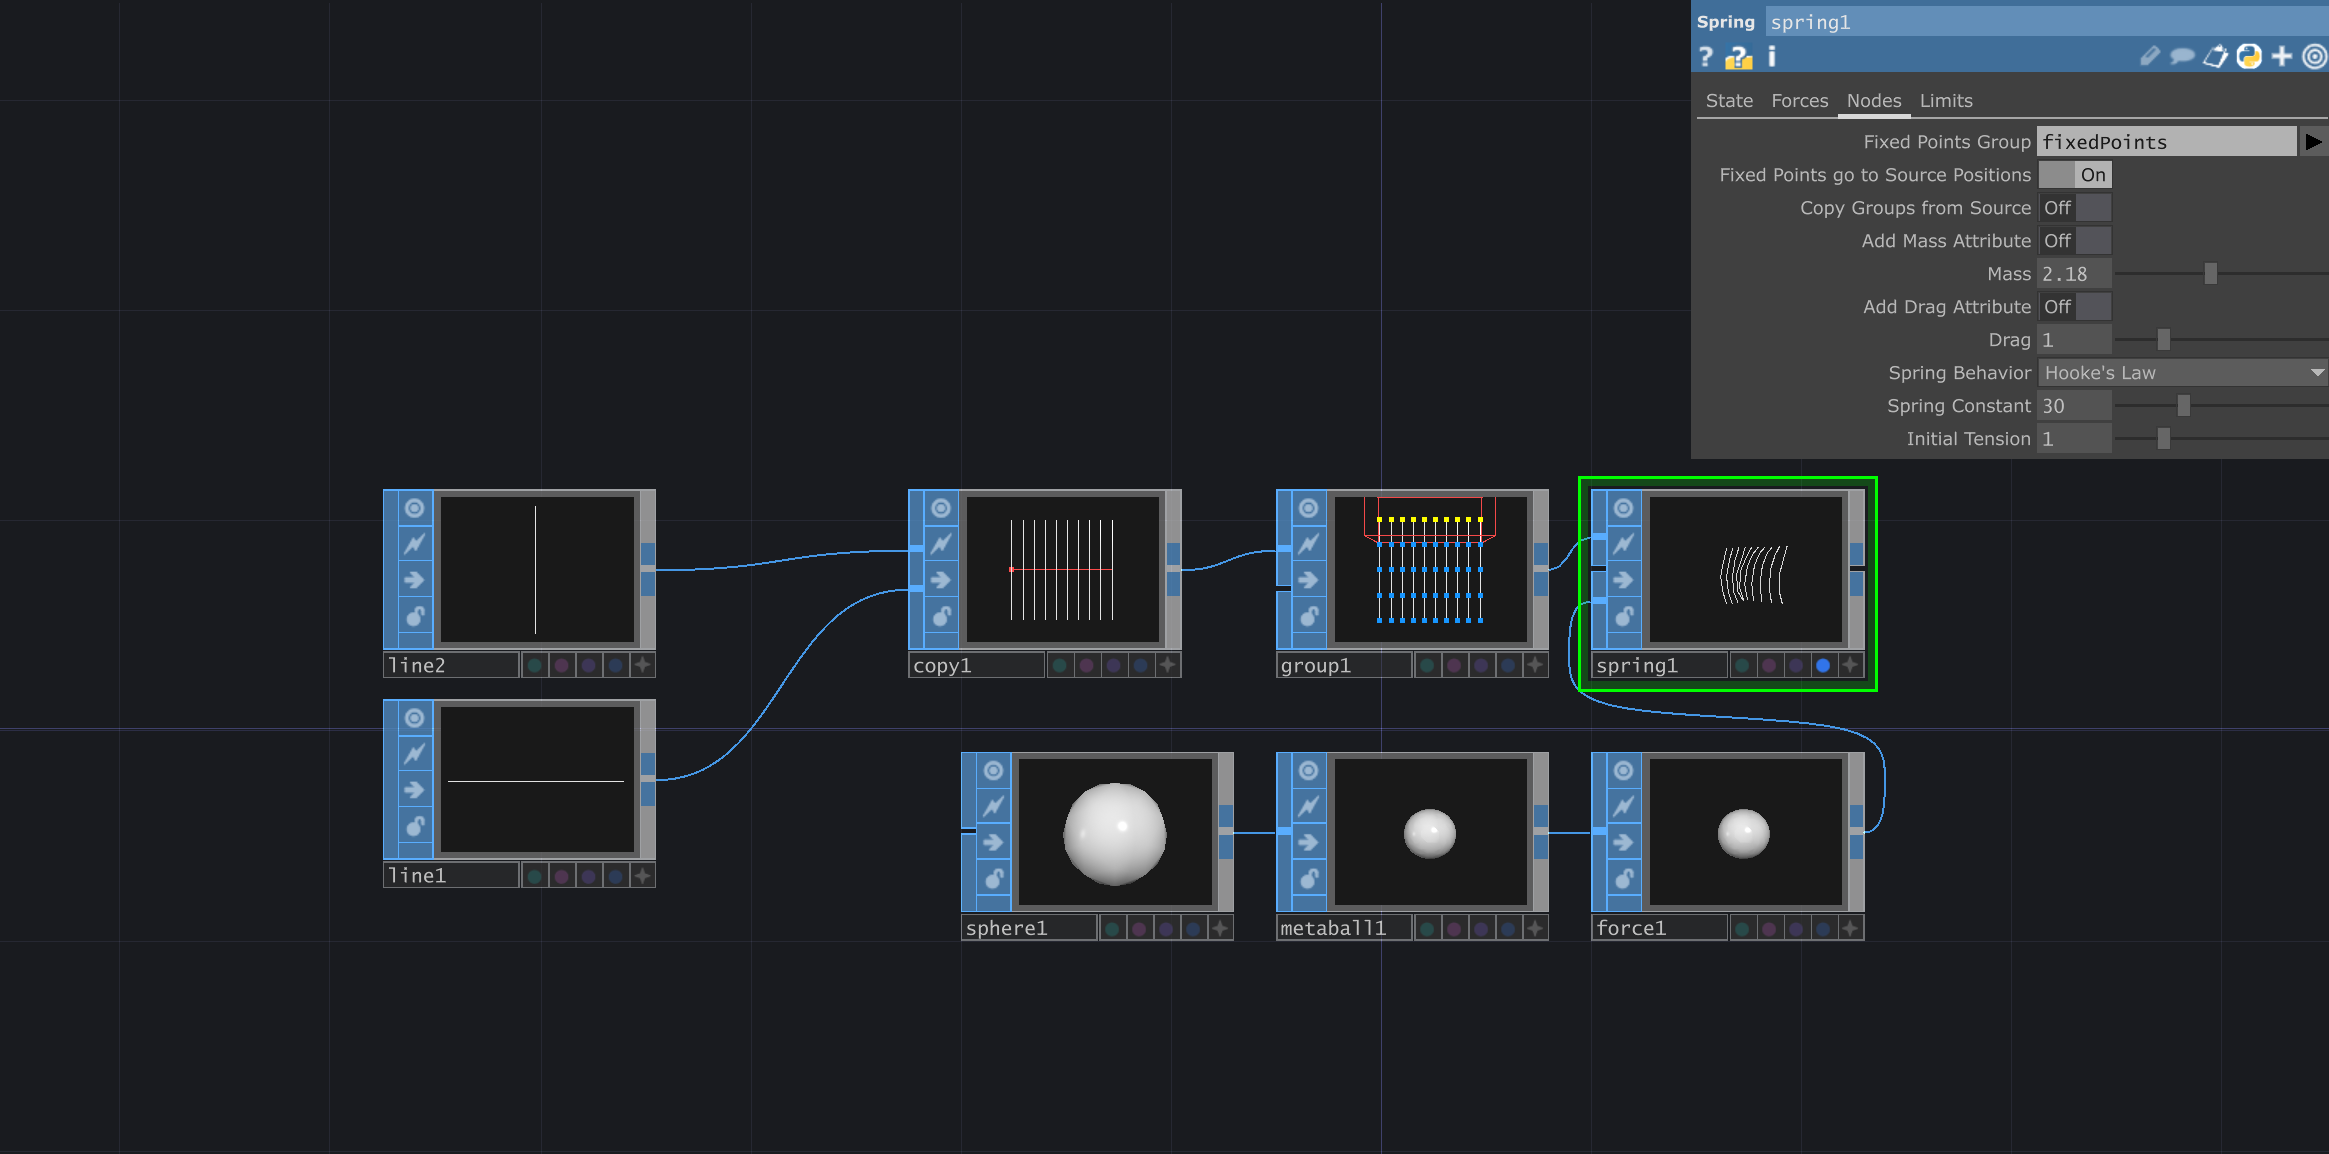 Spring spring1
? ? i
State Forces Nodes Limits
Fixed Points Group fixedPoints
Fixed Points go to Source Positions On
Copy Groups from Source Off
Add Mass Attribute Off
Mass 2.18
Add Drag Attribute Off
Drag 1
Spring Behavior Hooke's Law
Spring Constant 30
Initial Tension 1
line2
copy1
group1
spring1
line1
sphere1
metaball1
force1